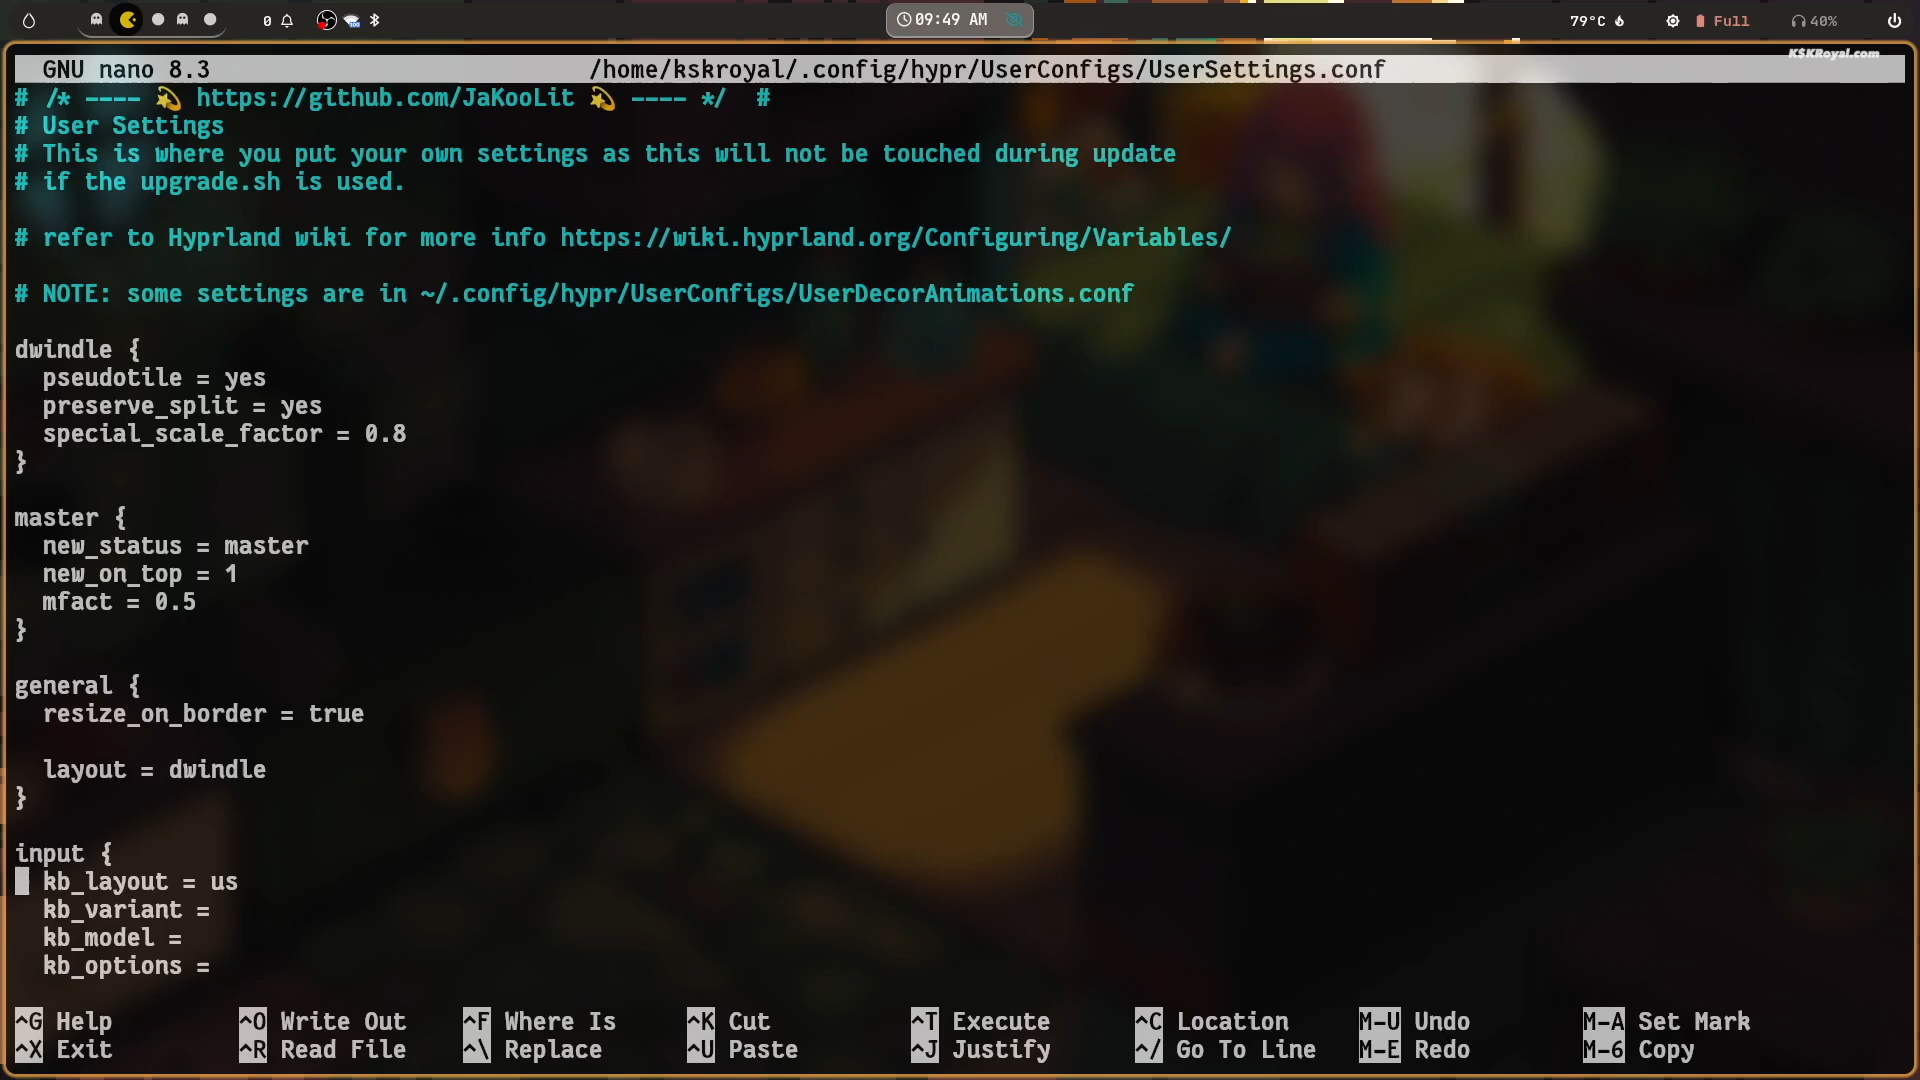 0
09:49 AM
79°C
Full
40%
K$KRoyal.com
GNU nano 8.3 /home/kskroyal/.config/hypr/UserConfigs/UserSettings.conf
# /* ---- 💫 https://github.com/JaKooLit 💫 ---- */  #
# User Settings
# This is where you put your own settings as this will not be touched during update
# if the upgrade.sh is used.
# refer to Hyprland wiki for more info https://wiki.hyprland.org/Configuring/Variables/
# NOTE: some settings are in ~/.config/hypr/UserConfigs/UserDecorAnimations.conf
dwindle {
  pseudotile = yes
  preserve_split = yes
  special_scale_factor = 0.8
}
master {
  new_status = master
  new_on_top = 1
  mfact = 0.5
}
general {
  resize_on_border = true
  layout = dwindle
}
input {
  kb_layout = us
  kb_variant =
  kb_model =
  kb_options =
^G Help ^O Write Out ^F Where Is ^K Cut ^T Execute ^C Location M-U Undo M-A Set Mark
^X Exit ^R Read File ^\ Replace ^U Paste ^J Justify ^/ Go To Line M-E Redo M-6 Copy